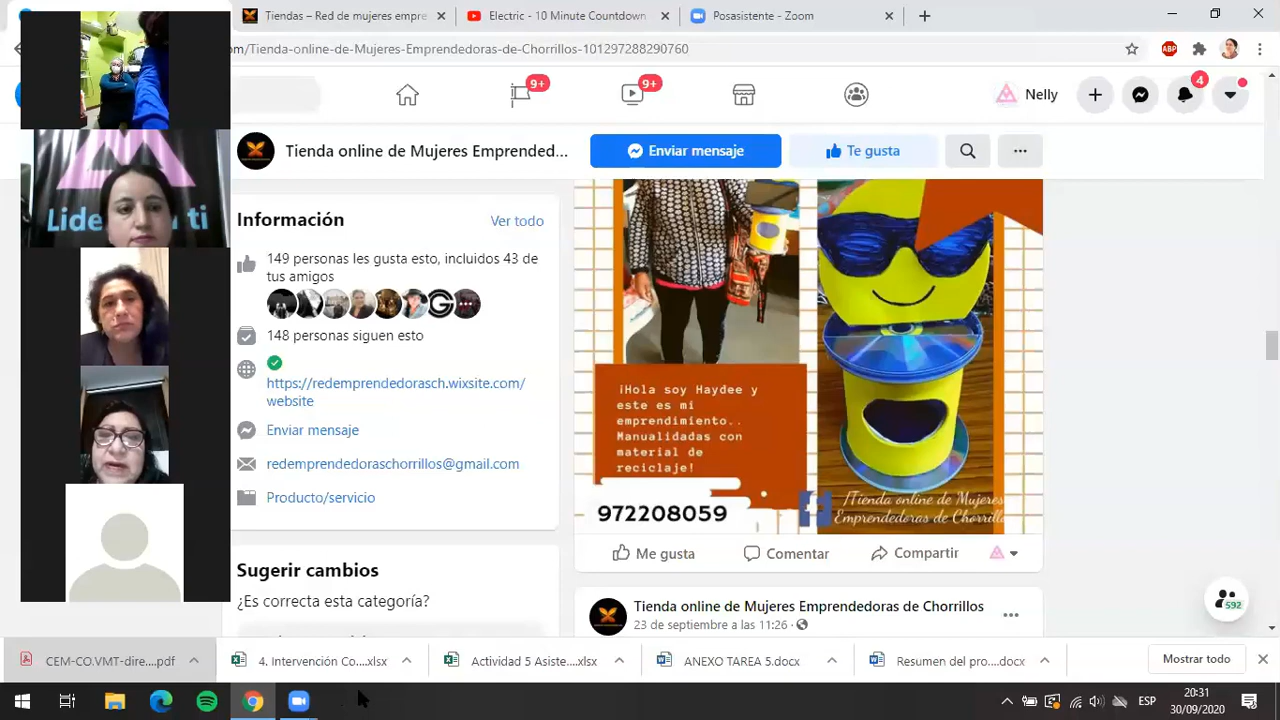 Tiendas – Red de mujeres empre
Electric - 10 Minute Countdown
Posasistente - Zoom
om/Tienda-online-de-Mujeres-Emprendedoras-de-Chorrillos-101297288290760
ABP
9+
9+
Nelly
4
Tienda online de Mujeres Emprended...
Enviar mensaje
Te gusta
Información
Ver todo
149 personas les gusta esto, incluidos 43 de
tus amigos
148 personas siguen esto
https://redemprendedorasch.wixsite.com/
website
Enviar mensaje
redemprendedoraschorrillos@gmail.com
Producto/servicio
Sugerir cambios
¿Es correcta esta categoría?
¡Hola soy Haydee y
este es mi
emprendimiento..
Manualidadas con
material de
reciclaje!
972208059
/Tienda online de Mujeres
Emprendedoras de Chorrillo
Me gusta
Comentar
Compartir
Tienda online de Mujeres Emprendedoras de Chorrillos
23 de septiembre a las 11:26
592
CEM-CO.VMT-dire....pdf
4. Intervención Co....xlsx
Actividad 5 Asiste....xlsx
ANEXO TAREA 5.docx
Resumen del pro....docx
Mostrar todo
ESP
20:31
30/09/2020